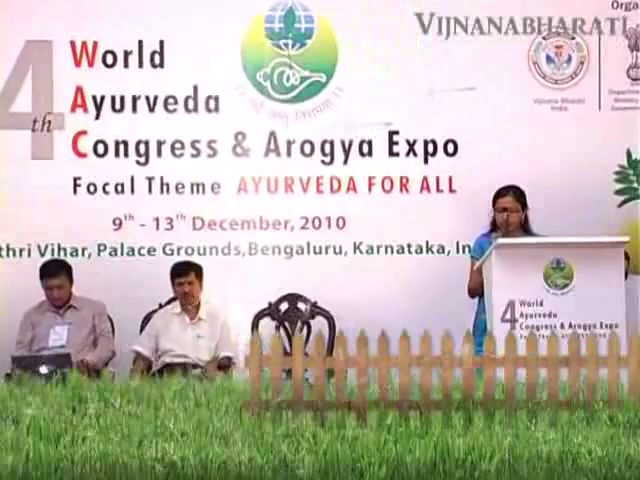 VIJNANABHARATI
Orga
4th
World
Ayurveda
Congress & Arogya Expo
Focal Theme AYURVEDA FOR ALL
9th - 13th December, 2010
thri Vihar, Palace Grounds, Bengaluru, Karnataka, In
Vijnana Bharati
India
4
World
Ayurveda
Congress & Arogya Expo